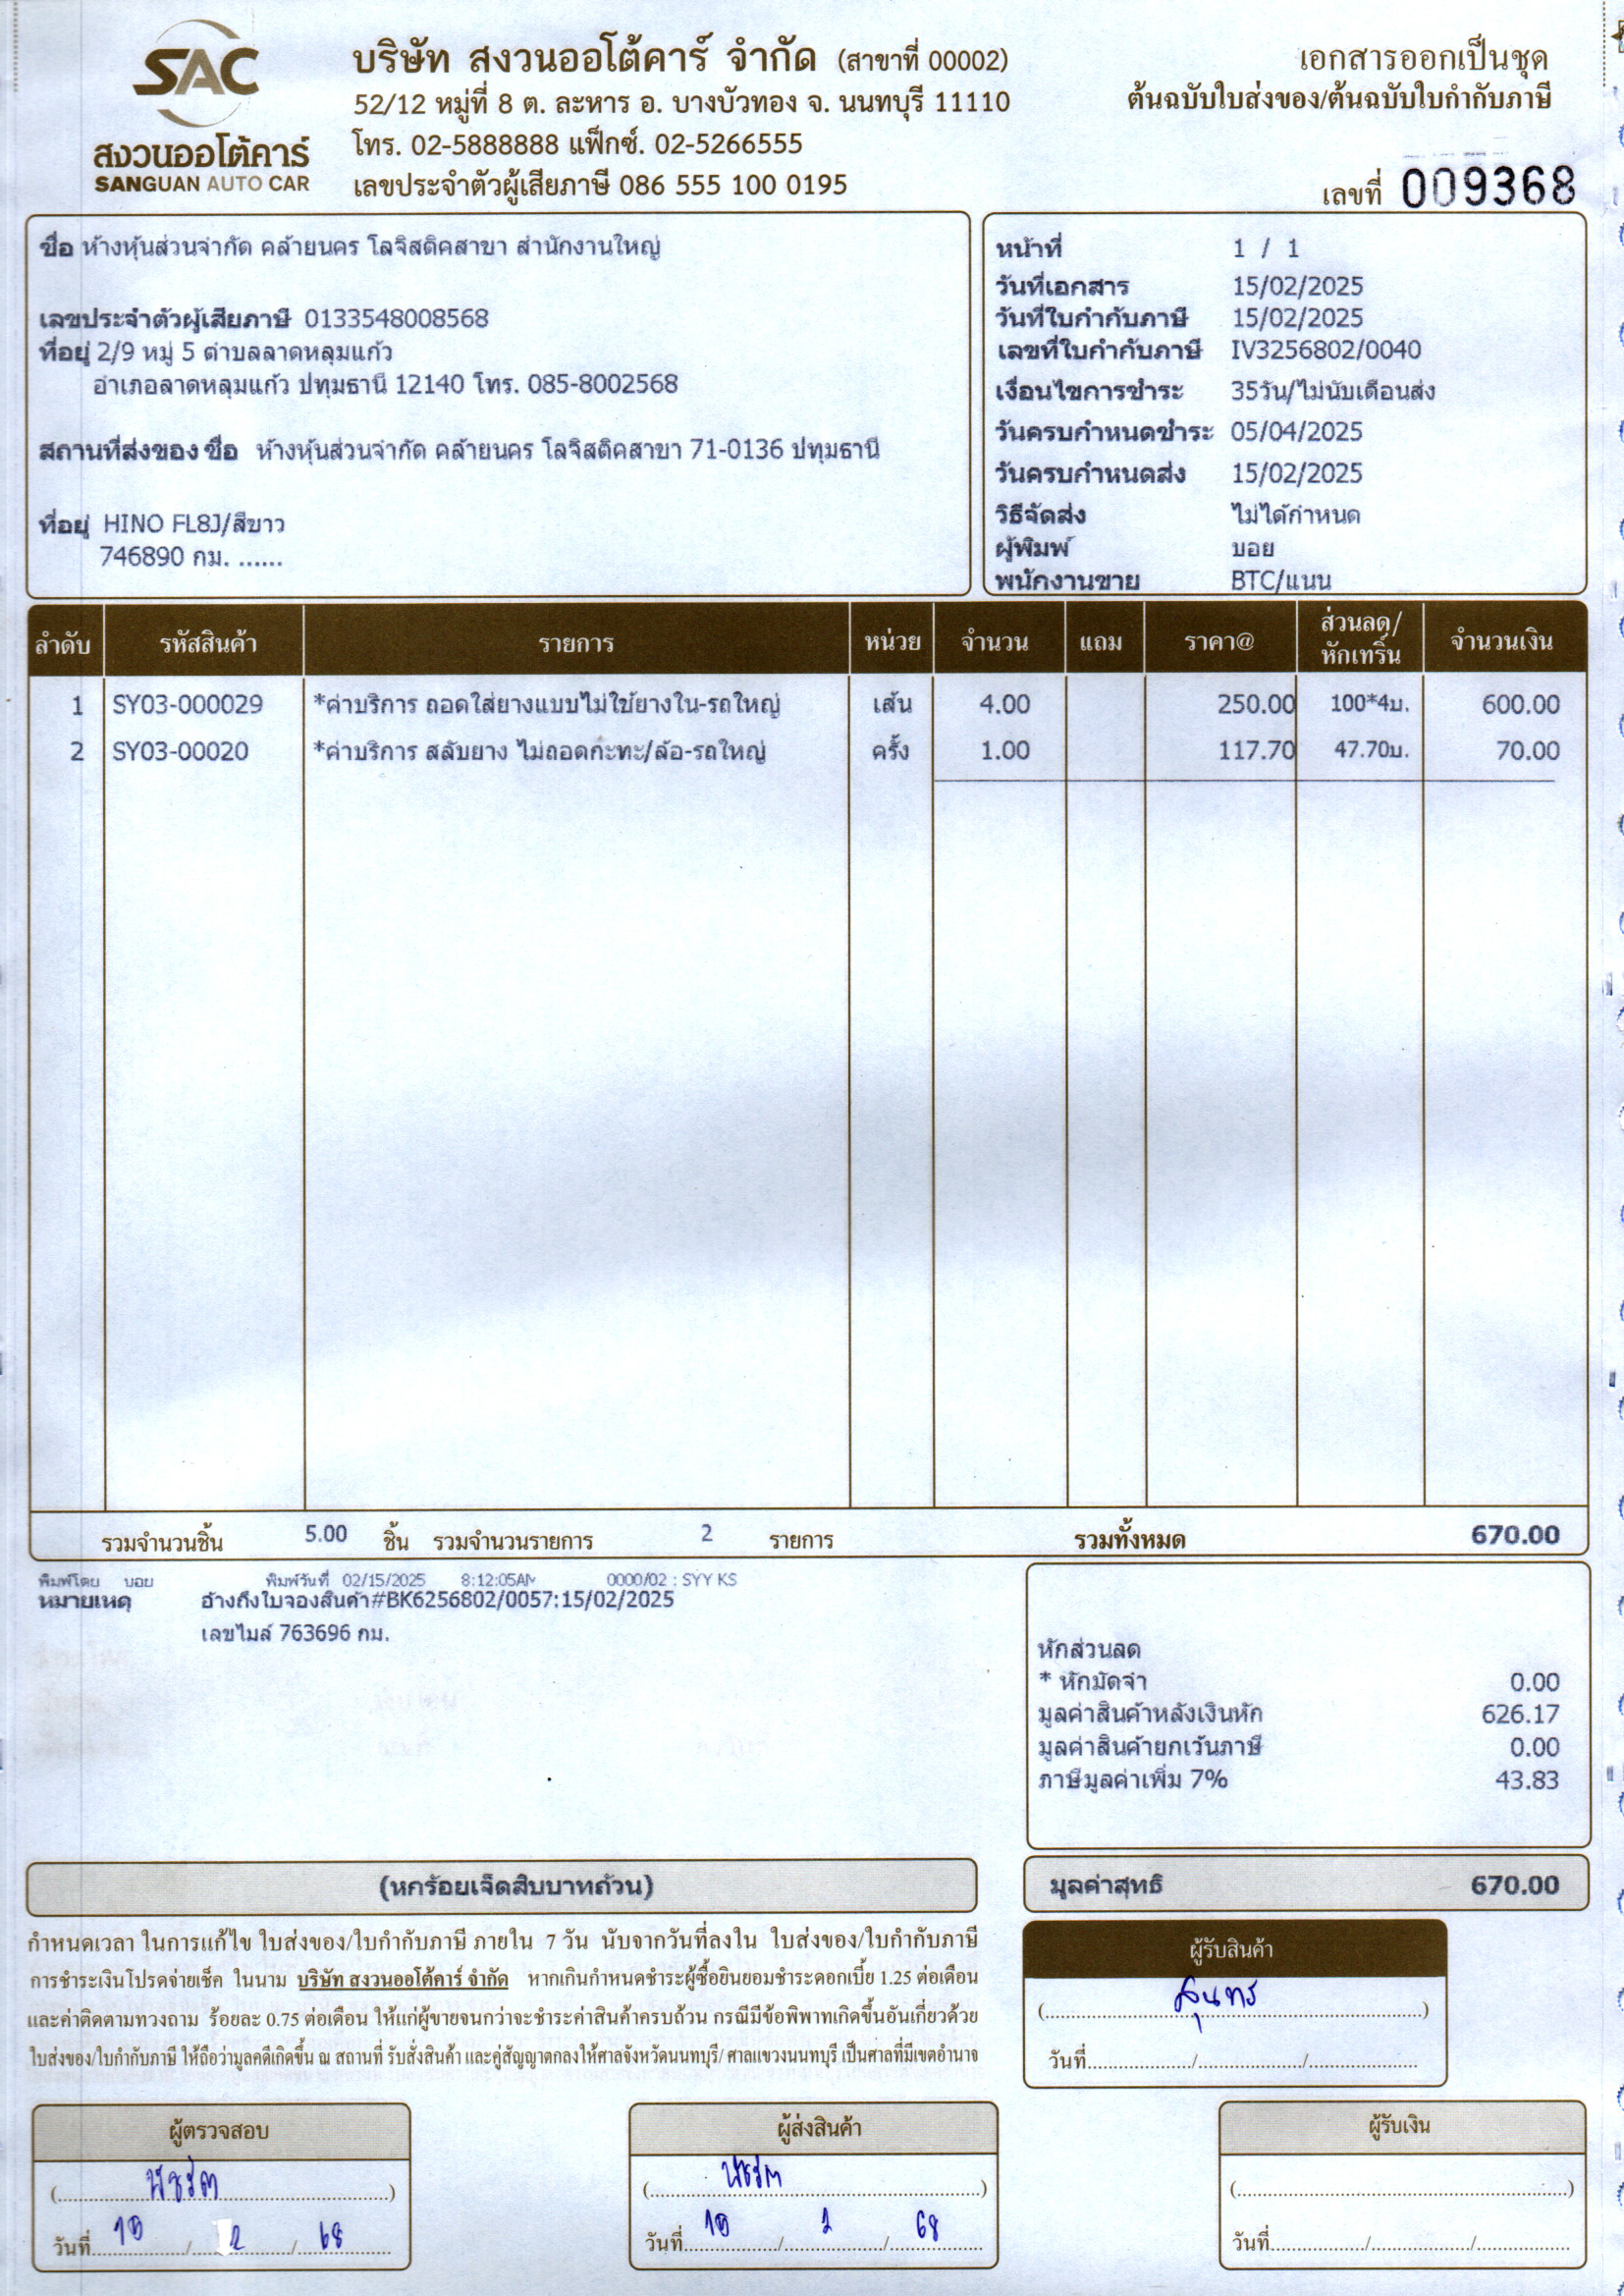 SAC
สงวนออโต้คาร์
SANGUAN AUTO CAR
บริษัท สงวนออโต้คาร์ จำกัด (สาขาที่ 00002)
52/12 หมู่ที่ 8 ต. ละหาร อ. บางบัวทอง จ. นนทบุรี 11110
โทร. 02-5888888 แฟ็กซ์. 02-5266555
เลขประจำตัวผู้เสียภาษี 086 555 100 0195
เอกสารออกเป็นชุด
ต้นฉบับใบส่งของ/ต้นฉบับใบกำกับภาษี
เลขที่ 009368
ชื่อ ห้างหุ้นส่วนจำกัด คล้ายนคร โลจิสติคสาขา สำนักงานใหญ่
เลขประจำตัวผู้เสียภาษี 0133548008568
ที่อยู่ 2/9 หมู่ 5 ตำบลลาดหลุมแก้ว
อำเภอลาดหลุมแก้ว ปทุมธานี 12140 โทร. 085-8002568
สถานที่ส่งของ ชื่อ ห้างหุ้นส่วนจำกัด คล้ายนคร โลจิสติคสาขา 71-0136 ปทุมธานี
ที่อยู่ HINO FL8J/สีขาว
746890 กม. ......
หน้าที่ 1 / 1
วันที่เอกสาร 15/02/2025
วันที่ใบกำกับภาษี 15/02/2025
เลขที่ใบกำกับภาษี IV3256802/0040
เงื่อนไขการชำระ 35วัน/ไม่นับเดือนส่ง
วันครบกำหนดชำระ 05/04/2025
วันครบกำหนดส่ง 15/02/2025
วิธีจัดส่ง ไม่ได้กำหนด
ผู้พิมพ์ บอย
พนักงานขาย BTC/แนน
ลำดับ รหัสสินค้า รายการ หน่วย จำนวน แถม ราคา@ ส่วนลด/หักเทริ์น จำนวนเงิน
1 SY03-000029 *ค่าบริการ ถอดใส่ยางแบบไม่ใช้ยางใน-รถใหญ่ เส้น 4.00 250.00 100*4บ. 600.00
2 SY03-00020 *ค่าบริการ สลับยาง ไม่ถอดกะทะ/ล้อ-รถใหญ่ ครั้ง 1.00 117.70 47.70บ. 70.00
รวมจำนวนชิ้น 5.00 ชิ้น รวมจำนวนรายการ 2 รายการ รวมทั้งหมด 670.00
พิมพ์โดย บอย พิมพ์วันที่ 02/15/2025 8:12:05AM 0000/02 : SYY KS
หมายเหตุ อ้างถึงใบจองสินค้า#BK6256802/0057:15/02/2025
เลขไมล์ 763696 กม.
หักส่วนลด
* หักมัดจำ 0.00
มูลค่าสินค้าหลังเงินหัก 626.17
มูลค่าสินค้ายกเว้นภาษี 0.00
ภาษีมูลค่าเพิ่ม 7% 43.83
(หกร้อยเจ็ดสิบบาทถ้วน)
มูลค่าสุทธิ 670.00
กำหนดเวลา ในการแก้ไข ใบส่งของ/ใบกำกับภาษี ภายใน 7 วัน นับจากวันที่ลงใน ใบส่งของ/ใบกำกับภาษี
การชำระเงินโปรดจ่ายเช็ค ในนาม บริษัท สงวนออโต้คาร์ จำกัด หากเกินกำหนดชำระผู้ซื้อยินยอมชำระดอกเบี้ย 1.25 ต่อเดือน
และค่าติดตามทวงถาม ร้อยละ 0.75 ต่อเดือน ให้แก่ผู้ขายจนกว่าจะชำระค่าสินค้าครบถ้วน กรณีมีข้อพิพาทเกิดขึ้นอันเกี่ยวด้วย
ใบส่งของ/ใบกำกับภาษี ให้ถือว่ามูลคดีเกิดขึ้น ณ สถานที่ รับสั่งสินค้า และคู่สัญญาตกลงให้ศาลจังหวัดนนทบุรี/ ศาลแขวงนนทบุรี เป็นศาลที่มีเขตอำนาจ
ผู้รับสินค้า
(สุนทร)
วันที่......../......../........
ผู้ตรวจสอบ
วันที่ 10 / 2 / 68
ผู้ส่งสินค้า
วันที่ 10 / 2 / 68
ผู้รับเงิน
(................)
วันที่......../......../........